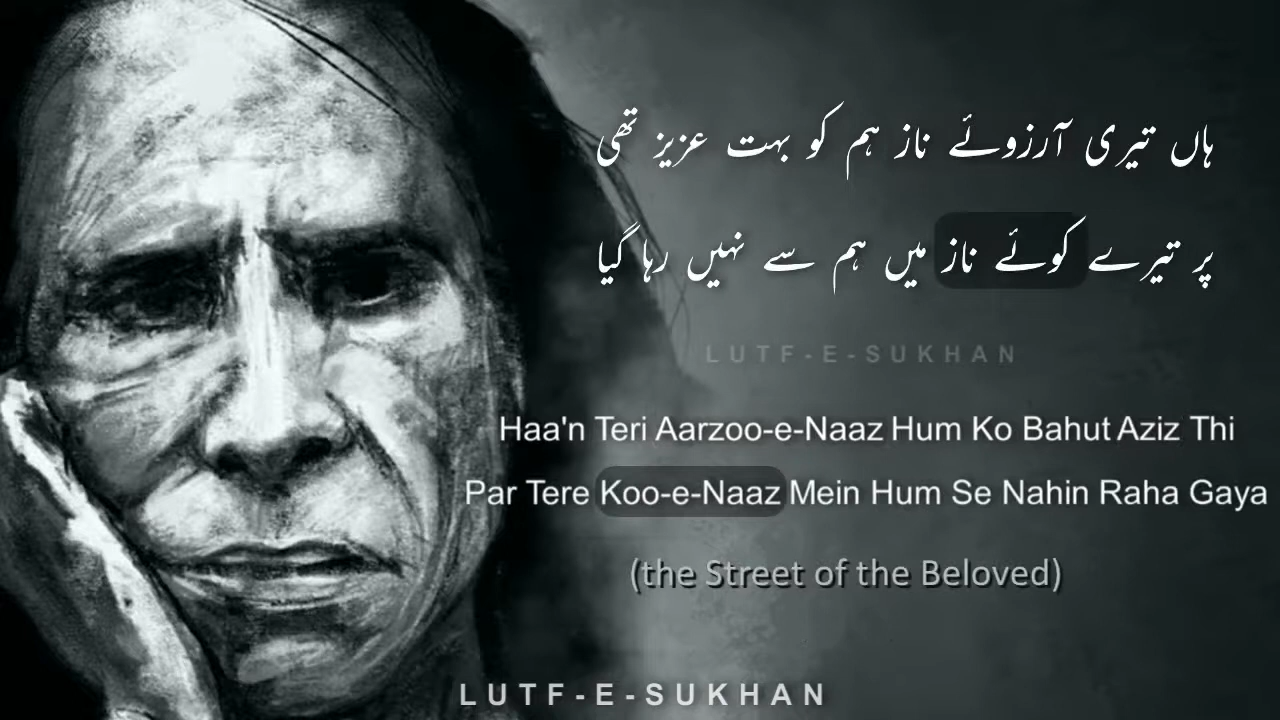 ہاں تیری آرزوئے ناز ہم کو بہت عزیز تھی
پر تیرے کوئے ناز میں ہم سے نہیں رہا گیا
LUTF-E-SUKHAN
Haa'n Teri Aarzoo-e-Naaz Hum Ko Bahut Aziz Thi
Par Tere Koo-e-Naaz Mein Hum Se Nahin Raha Gaya
(the Street of the Beloved)
LUTF-E-SUKHAN